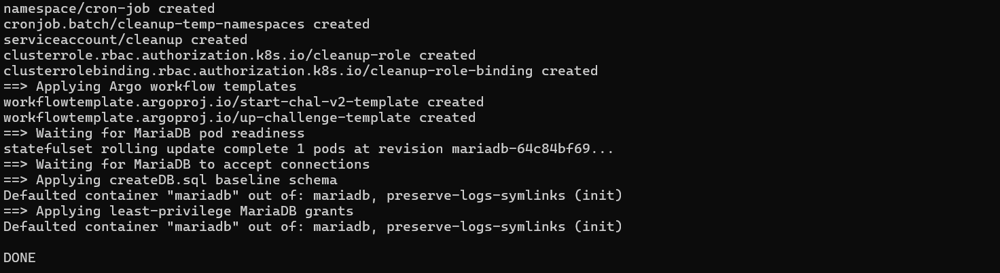 namespace/cron-job created
cronjob.batch/cleanup-temp-namespaces created
serviceaccount/cleanup created
clusterrole.rbac.authorization.k8s.io/cleanup-role created
clusterrolebinding.rbac.authorization.k8s.io/cleanup-role-binding created
==> Applying Argo workflow templates
workflowtemplate.argoproj.io/start-chal-v2-template created
workflowtemplate.argoproj.io/up-challenge-template created
==> Waiting for MariaDB pod readiness
statefulset rolling update complete 1 pods at revision mariadb-64c84bf69...
==> Waiting for MariaDB to accept connections
==> Applying createDB.sql baseline schema
Defaulted container "mariadb" out of: mariadb, preserve-logs-symlinks (init)
==> Applying least-privilege MariaDB grants
Defaulted container "mariadb" out of: mariadb, preserve-logs-symlinks (init)
DONE